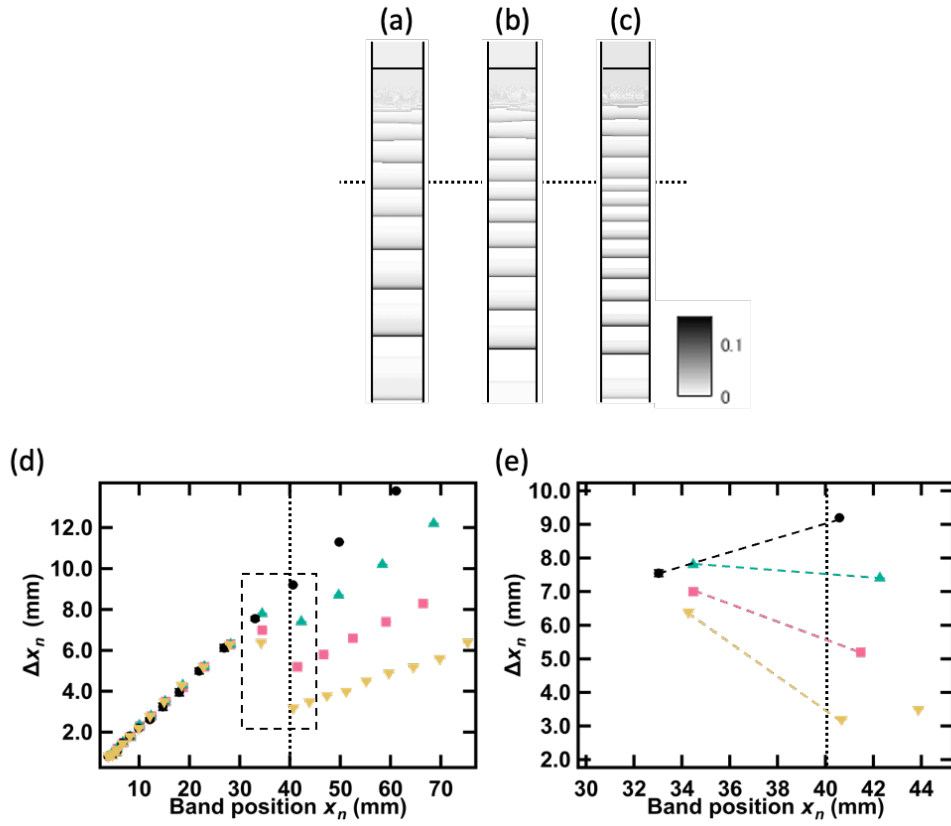 (a) (b) (c)
0.1
0
(d) (e)
12.0
10.0
8.0
6.0
4.0
2.0
Δxₙ (mm)
10 20 30 40 50 60 70
Band position xₙ (mm)
10.0
9.0
8.0
7.0
6.0
5.0
4.0
3.0
2.0
Δxₙ (mm)
30 32 34 36 38 40 42 44
Band position xₙ (mm)